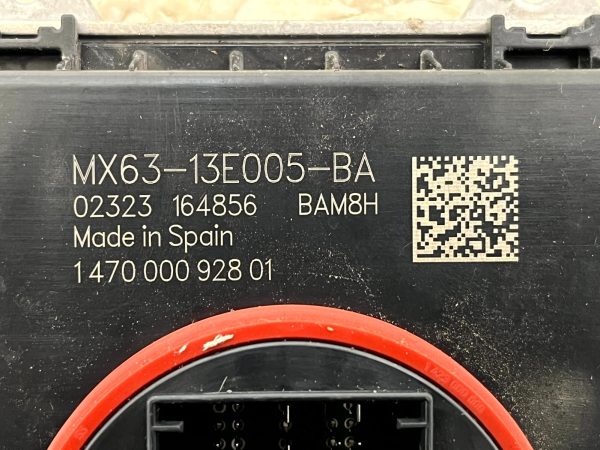 MX63-13E005-BA
02323 164856 BAM8H
Made in Spain
1 470 000 928 01